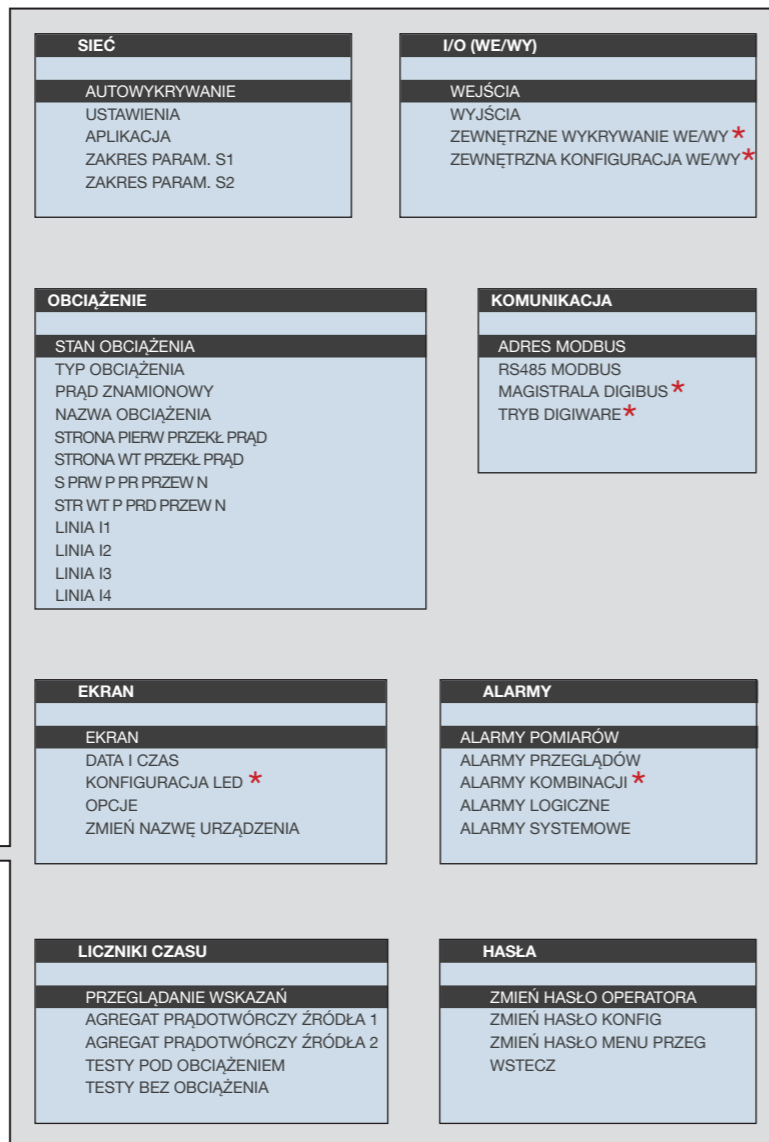 SIEĆ
AUTOWYKRYWANIE
USTAWIENIA
APLIKACJA
ZAKRES PARAM. S1
ZAKRES PARAM. S2
I/O (WE/WY)
WEJŚCIA
WYJŚCIA
ZEWNĘTRZNE WYKRYWANIE WE/WY *
ZEWNĘTRZNA KONFIGURACJA WE/WY *
OBCIĄŻENIE
STAN OBCIĄŻENIA
TYP OBCIĄŻENIA
PRĄD ZNAMIONOWY
NAZWA OBCIĄŻENIA
STRONA PIERW PRZEKŁ PRĄD
STRONA WT PRZEKŁ PRĄD
S PRW P PR PRZEW N
STR WT P PRD PRZEW N
LINIA I1
LINIA I2
LINIA I3
LINIA I4
KOMUNIKACJA
ADRES MODBUS
RS485 MODBUS
MAGISTRALA DIGIBUS *
TRYB DIGIWARE *
EKRAN
EKRAN
DATA I CZAS
KONFIGURACJA LED *
OPCJE
ZMIEŃ NAZWĘ URZĄDZENIA
ALARMY
ALARMY POMIARÓW
ALARMY PRZEGLĄDÓW
ALARMY KOMBINACJI *
ALARMY LOGICZNE
ALARMY SYSTEMOWE
LICZNIKI CZASU
PRZEGLĄDANIE WSKAZAŃ
AGREGAT PRĄDOTWÓRCZY ŹRÓDŁA 1
AGREGAT PRĄDOTWÓRCZY ŹRÓDŁA 2
TESTY POD OBCIĄŻENIEM
TESTY BEZ OBCIĄŻENIA
HASŁA
ZMIEŃ HASŁO OPERATORA
ZMIEŃ HASŁO KONFIG
ZMIEŃ HASŁO MENU PRZEG
WSTECZ